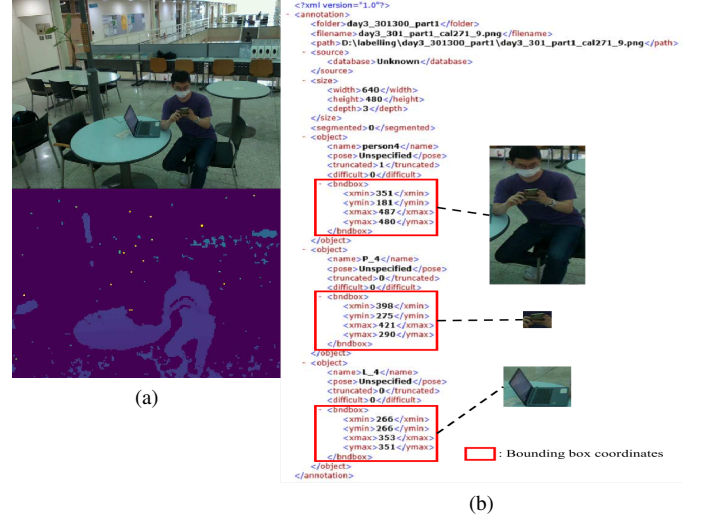 <?xml version="1.0"?>
- <annotation>
<folder>day3_301300_part1</folder>
<filename>day3_301_part1_cal271_9.png</filename>
<path>D:\labelling\day3_301300_part1\day3_301_part1_cal271_9.png</path>
- <source>
<database>Unknown</database>
</source>
- <size>
<width>640</width>
<height>480</height>
<depth>3</depth>
</size>
<segmented>0</segmented>
- <object>
<name>person4</name>
<pose>Unspecified</pose>
<truncated>1</truncated>
<difficult>0</difficult>
- <bndbox>
<xmin>351</xmin>
<ymin>181</ymin>
<xmax>487</xmax>
<ymax>480</ymax>
</bndbox>
</object>
- <object>
<name>P_4</name>
<pose>Unspecified</pose>
<truncated>0</truncated>
<difficult>0</difficult>
- <bndbox>
<xmin>398</xmin>
<ymin>275</ymin>
<xmax>421</xmax>
<ymax>290</ymax>
</bndbox>
</object>
- <object>
<name>L_4</name>
<pose>Unspecified</pose>
<truncated>0</truncated>
<difficult>0</difficult>
- <bndbox>
<xmin>266</xmin>
<ymin>266</ymin>
<xmax>353</xmax>
<ymax>351</ymax>
</bndbox>
</object>
</annotation>
: Bounding box coordinates
(a)
(b)